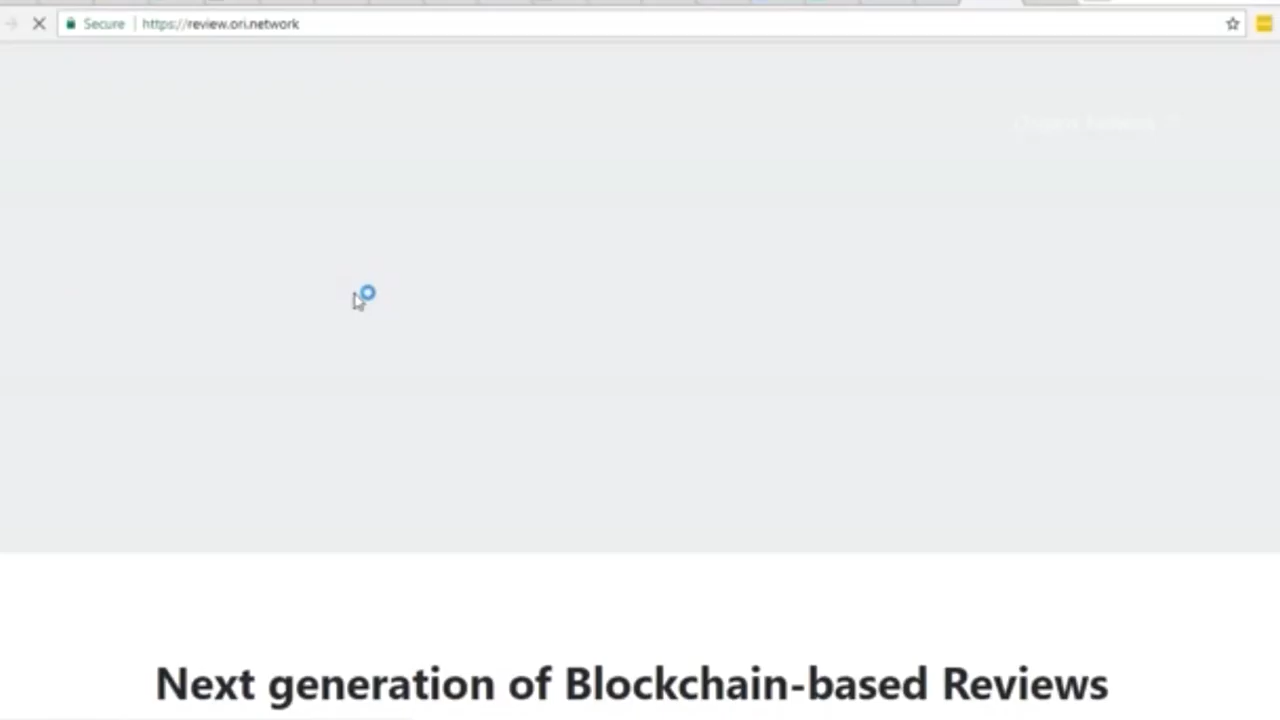 Secure https://review.ori.network
Next generation of Blockchain-based Reviews